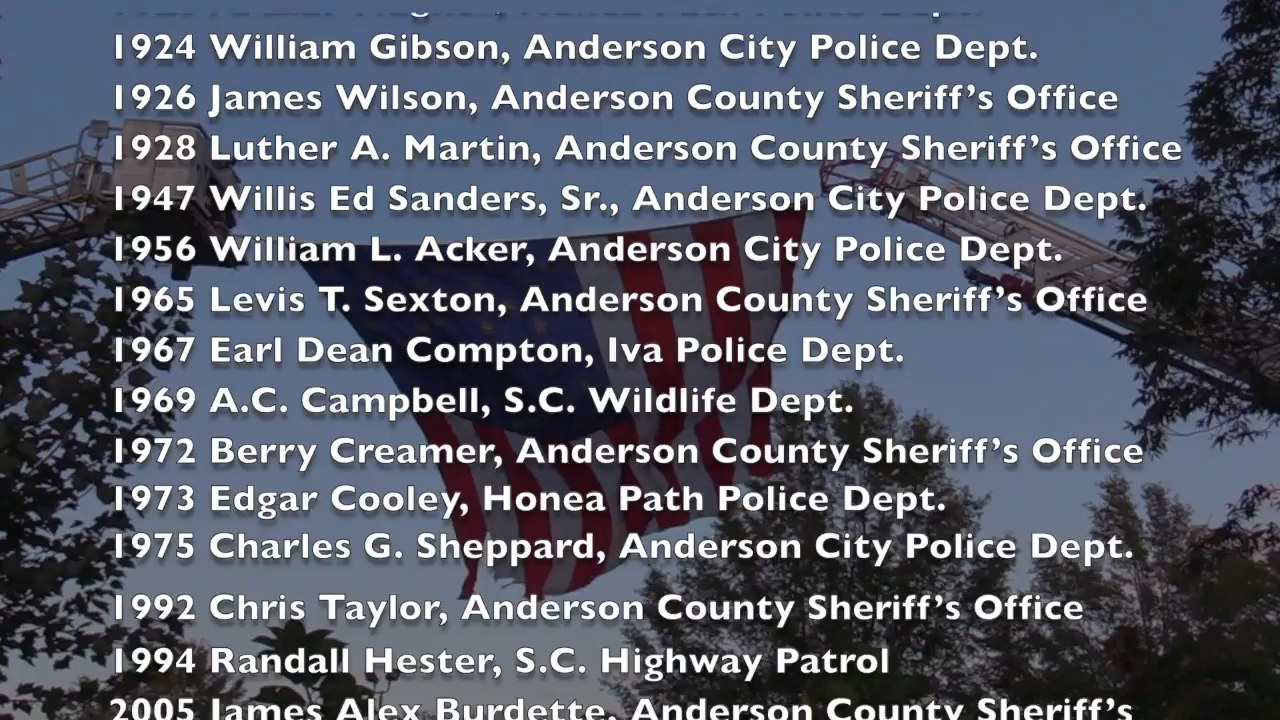 1924 William Gibson, Anderson City Police Dept.
1926 James Wilson, Anderson County Sheriff’s Office
1928 Luther A. Martin, Anderson County Sheriff’s Office
1947 Willis Ed Sanders, Sr., Anderson City Police Dept.
1956 William L. Acker, Anderson City Police Dept.
1965 Levis T. Sexton, Anderson County Sheriff’s Office
1967 Earl Dean Compton, Iva Police Dept.
1969 A.C. Campbell, S.C. Wildlife Dept.
1972 Berry Creamer, Anderson County Sheriff’s Office
1973 Edgar Cooley, Honea Path Police Dept.
1975 Charles G. Sheppard, Anderson City Police Dept.
1992 Chris Taylor, Anderson County Sheriff’s Office
1994 Randall Hester, S.C. Highway Patrol
2005 James Alex Burdette, Anderson County Sheriff’s